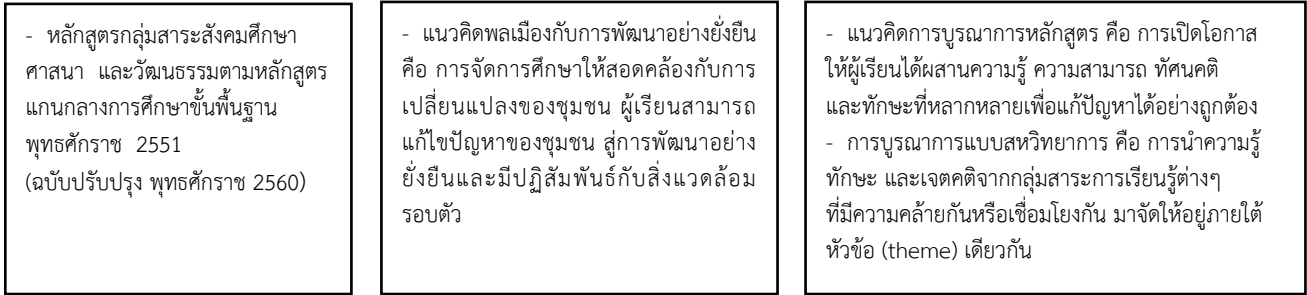 - หลักสูตรกลุ่มสาระสังคมศึกษา
ศาสนา และวัฒนธรรมตามหลักสูตร
แกนกลางการศึกษาขั้นพื้นฐาน
พุทธศักราช 2551
(ฉบับปรับปรุง พุทธศักราช 2560)
- แนวคิดพลเมืองกับการพัฒนาอย่างยั่งยืน
คือ การจัดการศึกษาให้สอดคล้องกับการ
เปลี่ยนแปลงของชุมชน ผู้เรียนสามารถ
แก้ไขปัญหาของชุมชน สู่การพัฒนาอย่าง
ยั่งยืนและมีปฏิสัมพันธ์กับสิ่งแวดล้อม
รอบตัว
- แนวคิดการบูรณาการหลักสูตร คือ การเปิดโอกาส
ให้ผู้เรียนได้ผสานความรู้ ความสามารถ ทัศนคติ
และทักษะที่หลากหลายเพื่อแก้ปัญหาได้อย่างถูกต้อง
- การบูรณาการแบบสหวิทยาการ คือ การนำความรู้
ทักษะ และเจตคติจากกลุ่มสาระการเรียนรู้ต่างๆ
ที่มีความคล้ายกันหรือเชื่อมโยงกัน มาจัดให้อยู่ภายใต้
หัวข้อ (theme) เดียวกัน